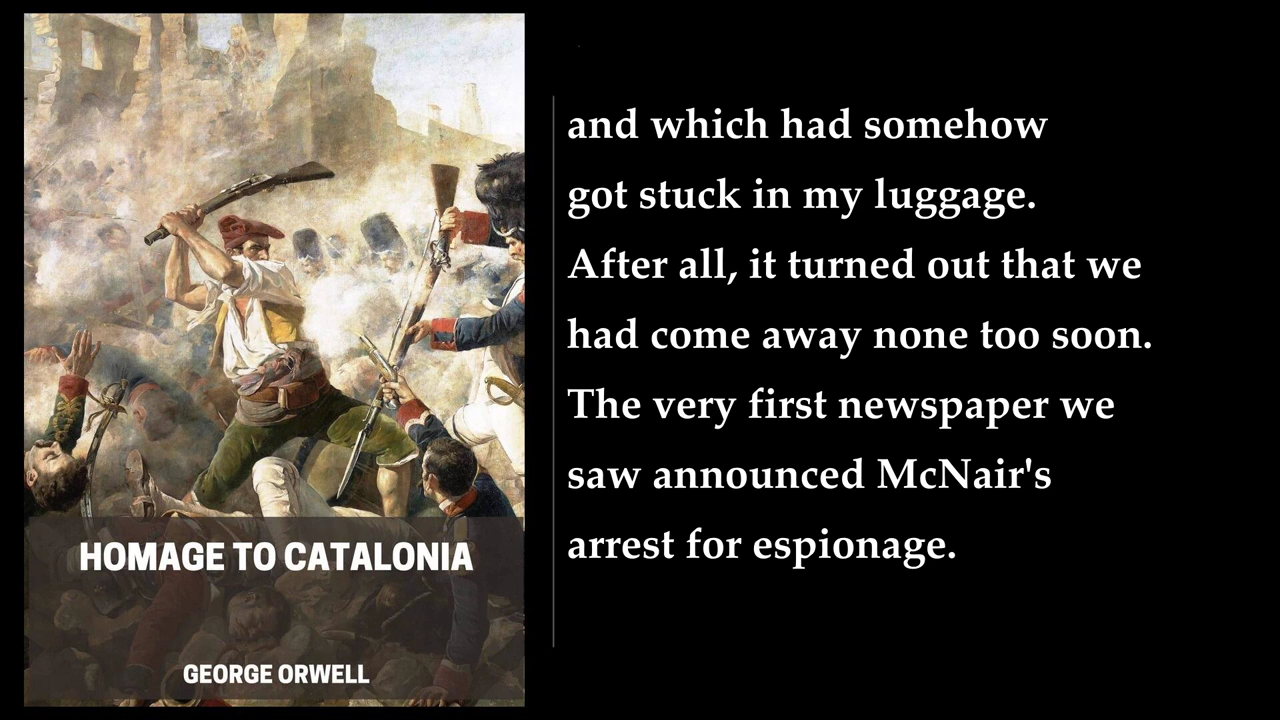 HOMAGE TO CATALONIA
GEORGE ORWELL
and which had somehow
got stuck in my luggage.
After all, it turned out that we
had come away none too soon.
The very first newspaper we
saw announced McNair's
arrest for espionage.